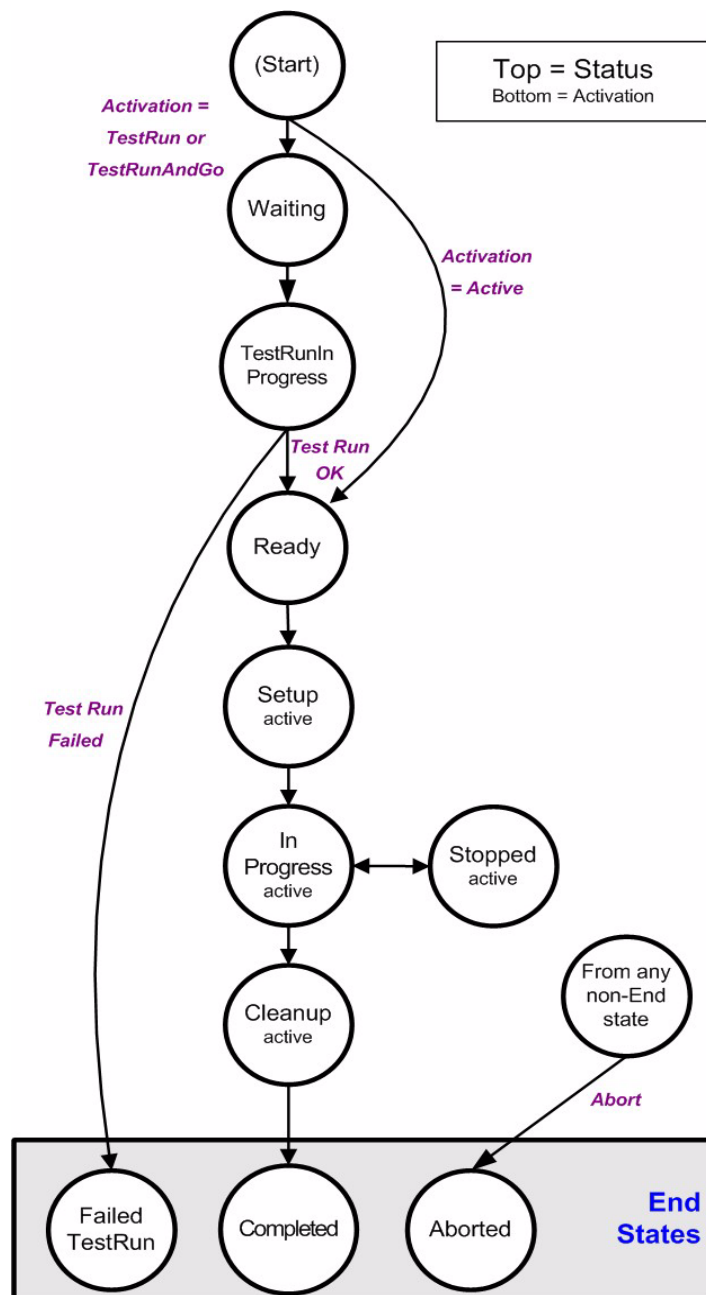 (Start)
Top = Status
Bottom = Activation
Activation =
TestRun or
TestRunAndGo
Waiting
Activation
= Active
TestRunIn
Progress
Test Run
OK
Ready
Setup
active
Test Run
Failed
In
Progress
active
Stopped
active
From any
non-End
state
Cleanup
active
Abort
Failed
TestRun
Completed
Aborted
End
States